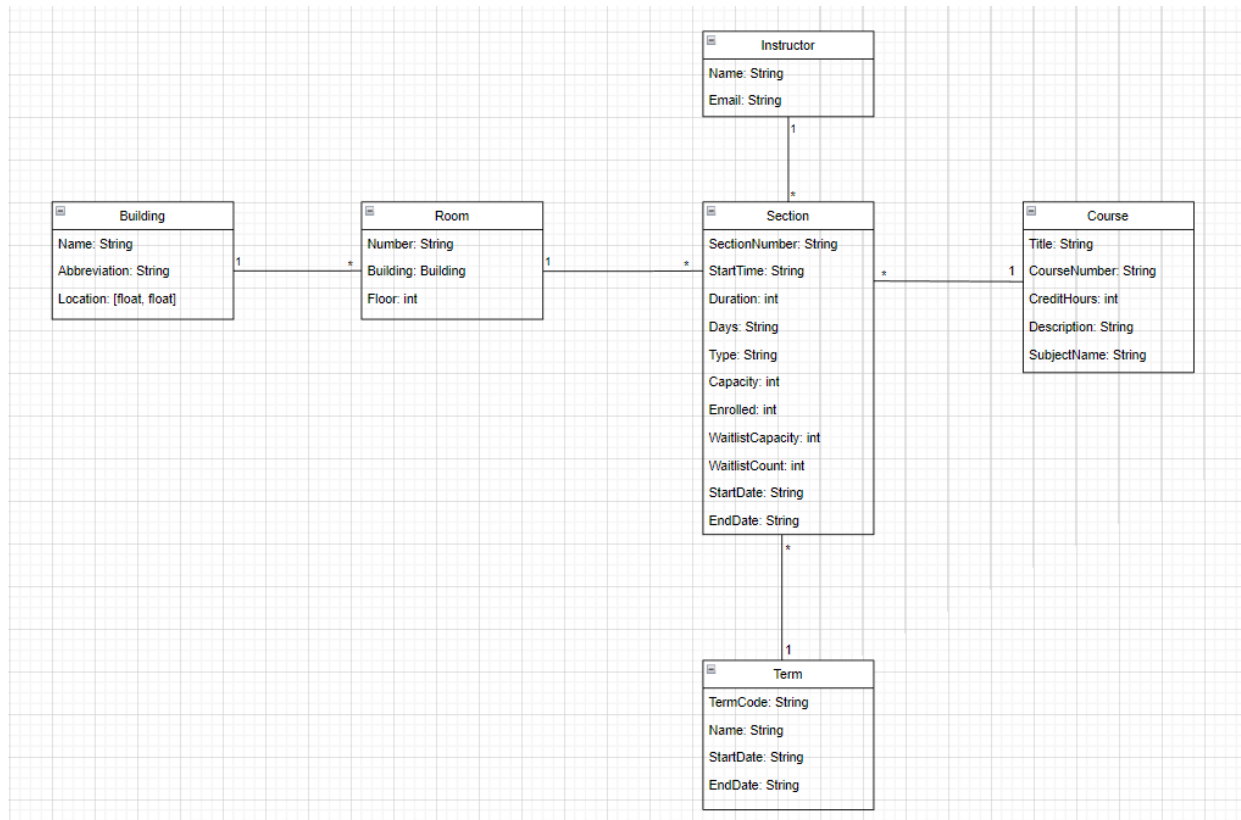 Instructor
Name: String
Email: String
1
*
Building
Name: String
Abbreviation: String
Location: [float, float]
1
*
Room
Number: String
Building: Building
Floor: int
1
*
Section
SectionNumber: String
StartTime: String
Duration: int
Days: String
Type: String
Capacity: int
Enrolled: int
WaitlistCapacity: int
WaitlistCount: int
StartDate: String
EndDate: String
*
1
Course
Title: String
CourseNumber: String
CreditHours: int
Description: String
SubjectName: String
*
1
Term
TermCode: String
Name: String
StartDate: String
EndDate: String